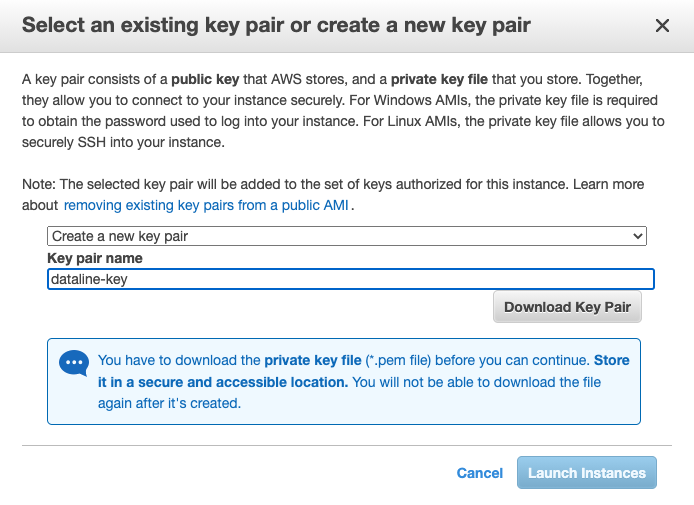 Select an existing key pair or create a new key pair
A key pair consists of a public key that AWS stores, and a private key file that you store. Together,
they allow you to connect to your instance securely. For Windows AMIs, the private key file is required
to obtain the password used to log into your instance. For Linux AMIs, the private key file allows you to
securely SSH into your instance.
Note: The selected key pair will be added to the set of keys authorized for this instance. Learn more
about removing existing key pairs from a public AMI .
Create a new key pair
Key pair name
dataline-key
Download Key Pair
You have to download the private key file (*.pem file) before you can continue. Store
it in a secure and accessible location. You will not be able to download the file
again after it's created.
Cancel Launch Instances